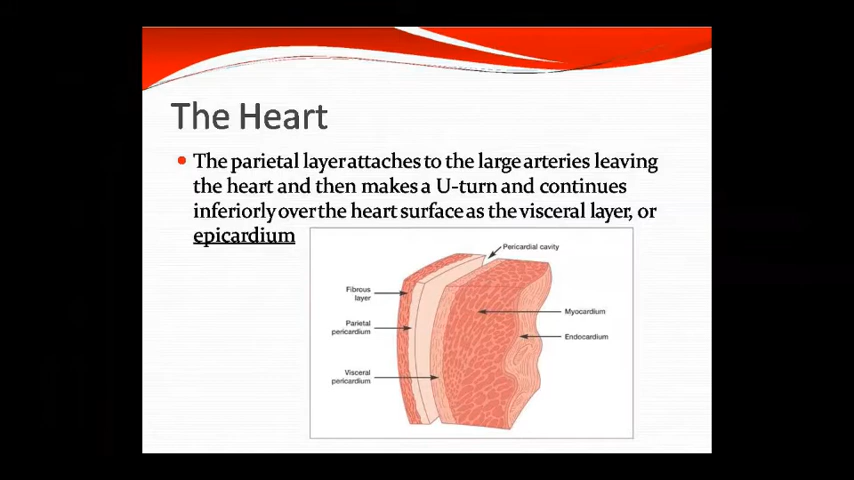 The Heart
The parietal layer attaches to the large arteries leaving
the heart and then makes a U-turn and continues
inferiorly over the heart surface as the visceral layer, or
epicardium
Pericardial cavity
Fibrous
layer
Myocardium
Parietal
pericardium
Endocardium
Visceral
pericardium